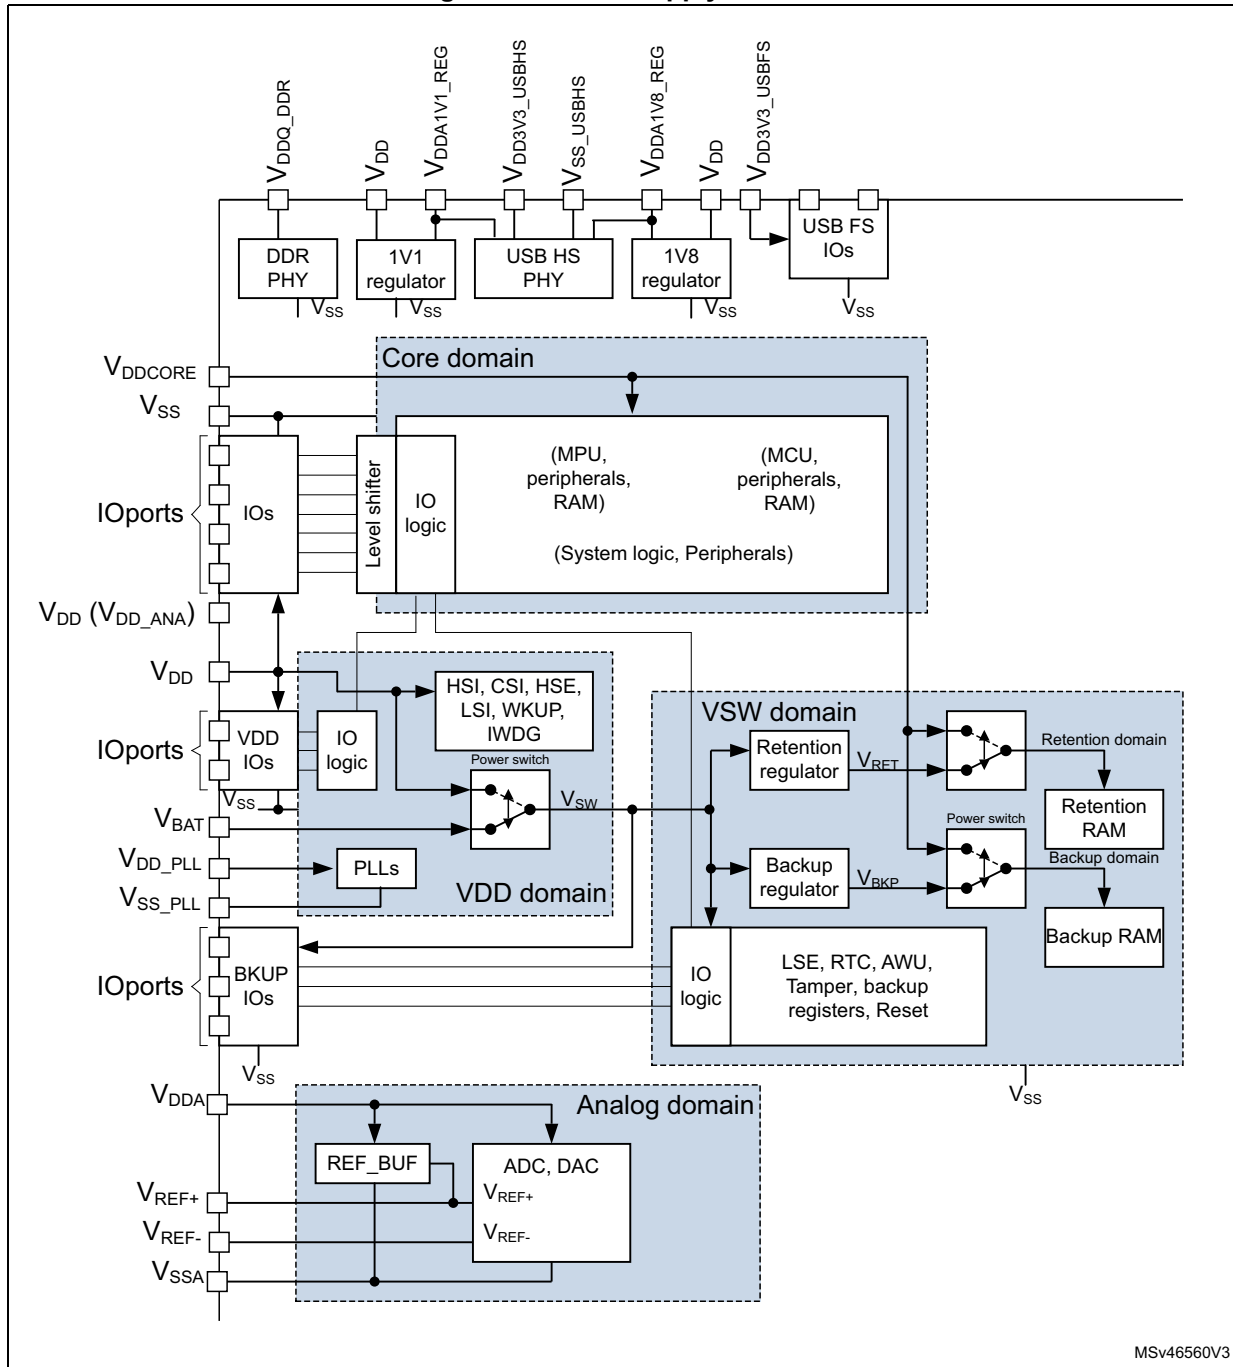 VDDQ_DDR
VDD
VDDA1V1_REG
VDD3V3_USBHS
VSS_USBHS
VDDA1V8_REG
VDD
VDD3V3_USBFS
DDR
PHY
1V1
regulator
USB HS
PHY
1V8
regulator
USB FS
IOs
VSS
VSS
VSS
VSS
VDDCORE
Core domain
VSS
IOports
IOs
Level shifter
IO
logic
(MPU,
peripherals,
RAM)
(MCU,
peripherals,
RAM)
(System logic, Peripherals)
VDD (VDD_ANA)
VDD
HSI, CSI, HSE,
LSI, WKUP,
IWDG
IOports
VDD
IOs
IO
logic
Power switch
VSS
VSW
VBAT
VDD_PLL
PLLs
VSS_PLL
VDD domain
VSW domain
Retention
regulator
VRET
Retention domain
Retention
RAM
Power switch
Backup
regulator
VBKP
Backup domain
Backup RAM
IOports
BKUP
IOs
IO
logic
LSE, RTC, AWU,
Tamper, backup
registers, Reset
VSS
VSS
VDDA
Analog domain
REF_BUF
ADC, DAC
VREF+
VREF+
VREF-
VREF-
VSSA
MSv46560V3